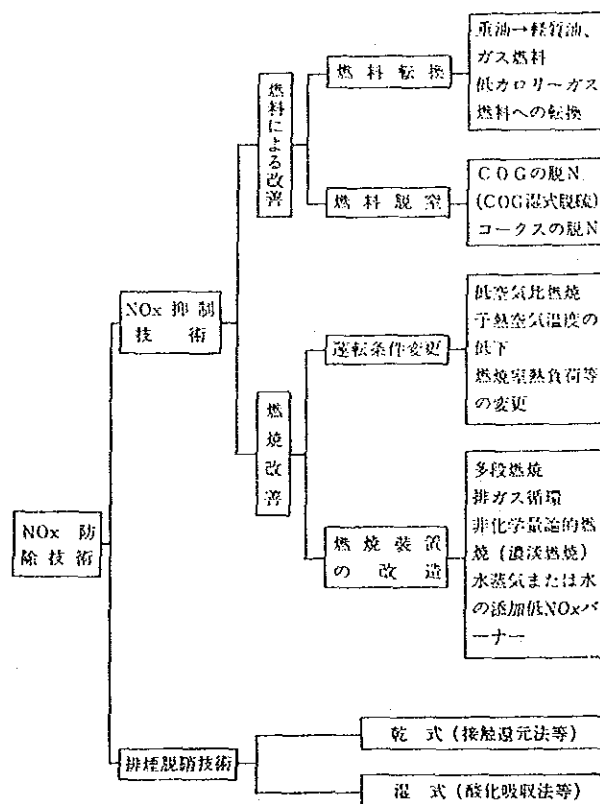 NOx 防
除技術
NOx 抑制
技術
燃料による改善
燃料転換
重油→軽質油、
ガス燃料
低カロリーガス
燃料への転換
燃料脱窒
COGの脱N
(COG湿式脱硫)
コークスの脱N
燃焼改善
運転条件変更
低空気比燃焼
予熱空気温度の
低下
燃焼室熱負荷等
の変更
燃焼装置
の改造
多段燃焼
排ガス循環
非化学量論的燃
焼(濃淡燃焼)
水蒸気または水
の添加低NOxバ
ーナー
排煙脱硝技術
乾式(接触還元法等)
湿式(酸化吸収法等)